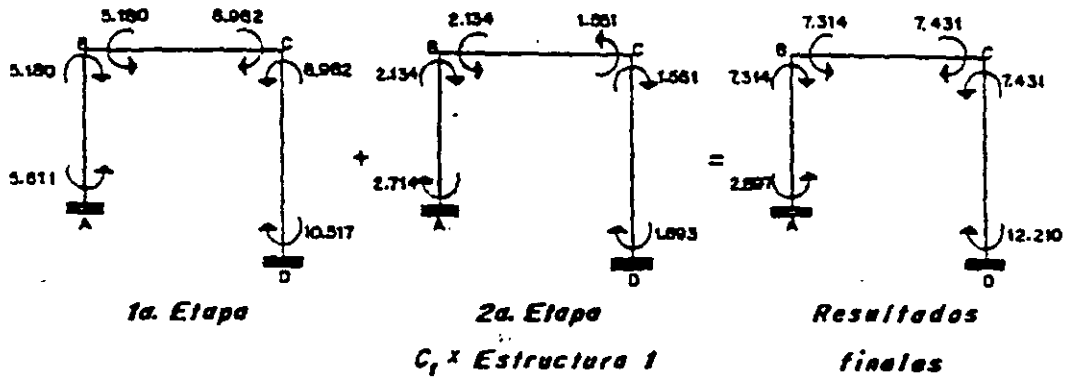 5.180 8.962 2.134 1.561 7.314 7.431
B C B C B C
5.180 8.962 2.134 1.561 7.314 7.431
5.611 + 2.714 = 2.897
A A A
10.517 1.693 12.210
D D D
1a. Etapa 2a. Etapa Resultados
C₁ x Estructura 1 finales